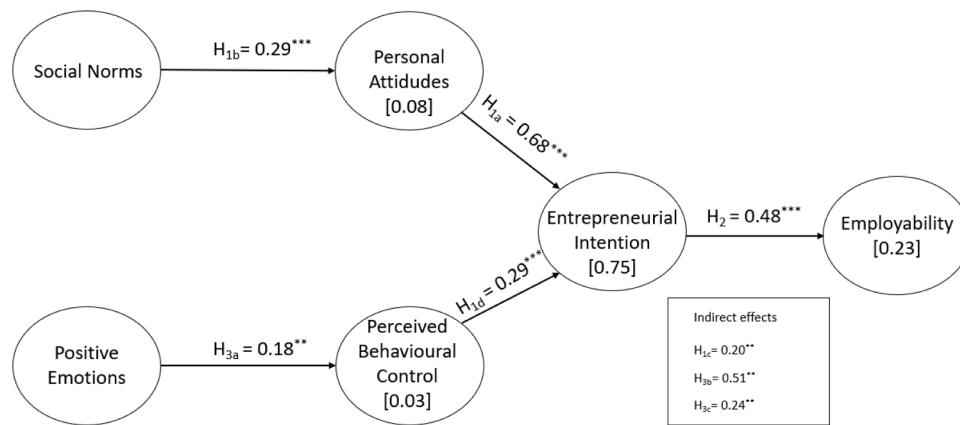 Social Norms
H1b= 0.29***
Personal
Attidudes
[0.08]
H1a = 0.68***
Entrepreneurial
Intention
[0.75]
H2 = 0.48***
Employability
[0.23]
H1d = 0.29***
Positive
Emotions
H3a = 0.18**
Perceived
Behavioural
Control
[0.03]
Indirect effects
H1c= 0.20**
H3b= 0.51**
H3c= 0.24**